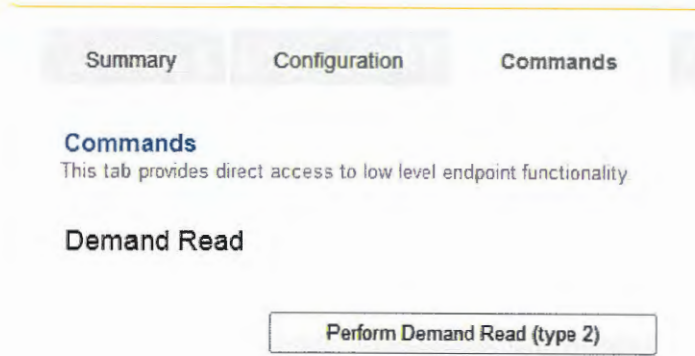 Summary Configuration Commands
Commands
This tab provides direct access to low level endpoint functionality
Demand Read
Perform Demand Read (type 2)